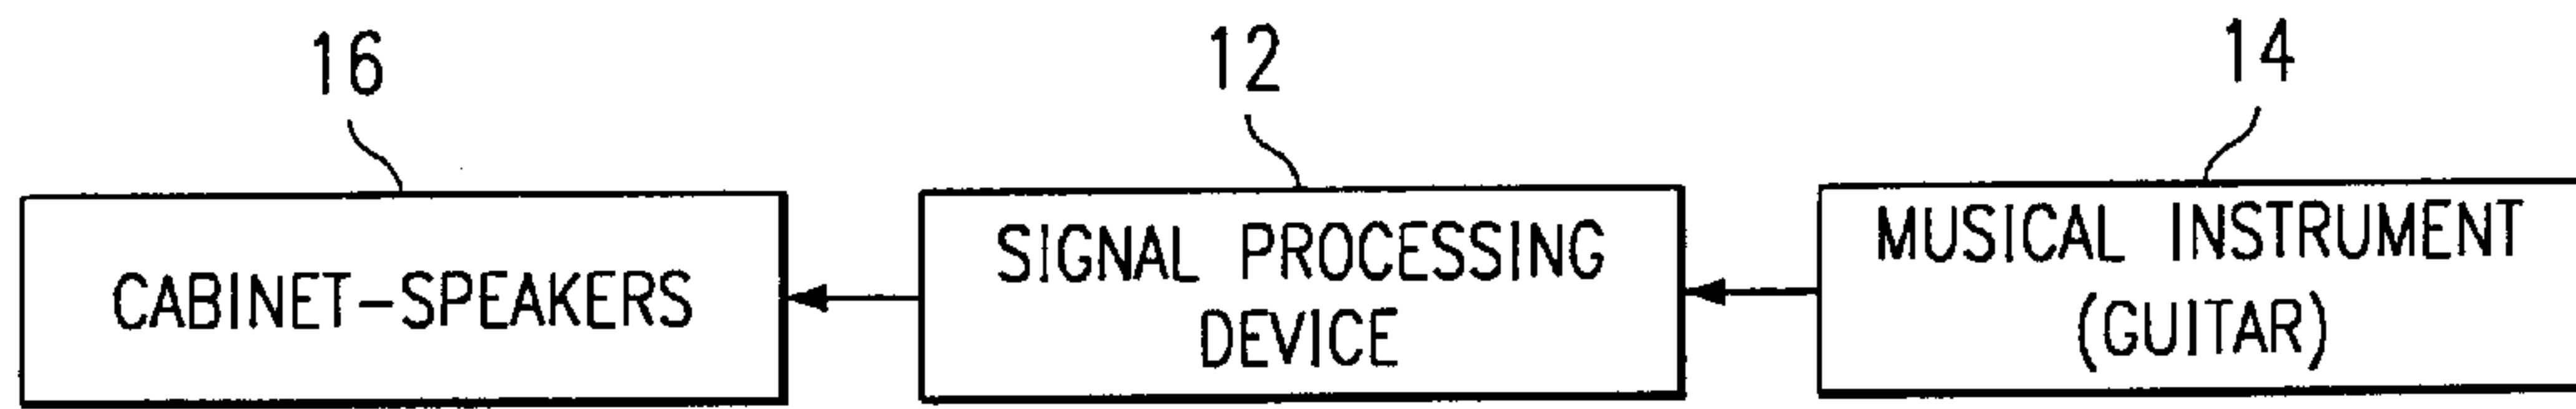 16
12
14
CABINET-SPEAKERS
SIGNAL PROCESSING
DEVICE
MUSICAL INSTRUMENT
(GUITAR)